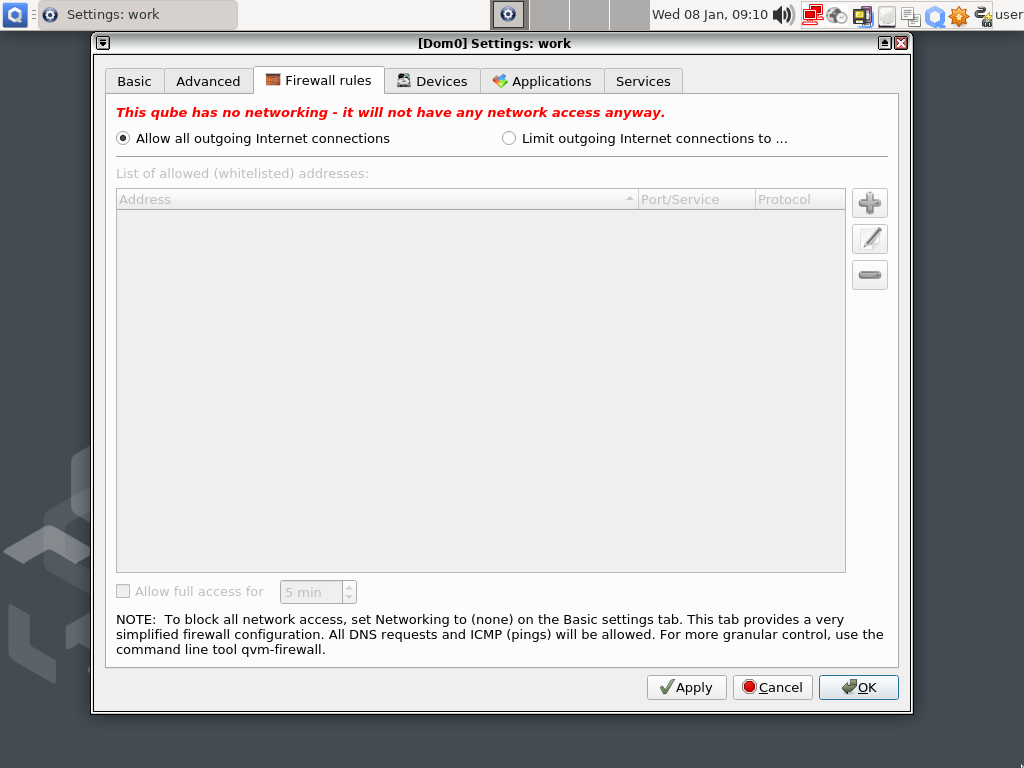 Settings: work
Wed 08 Jan, 09:10
user
[Dom0] Settings: work
Basic
Advanced
Firewall rules
Devices
Applications
Services
This qube has no networking - it will not have any network access anyway.
Allow all outgoing Internet connections
Limit outgoing Internet connections to ...
List of allowed (whitelisted) addresses:
Address
Port/Service
Protocol
Allow full access for
5 min
NOTE:  To block all network access, set Networking to (none) on the Basic settings tab. This tab provides a very
simplified firewall configuration. All DNS requests and ICMP (pings) will be allowed. For more granular control, use the
command line tool qvm-firewall.
Apply
Cancel
OK